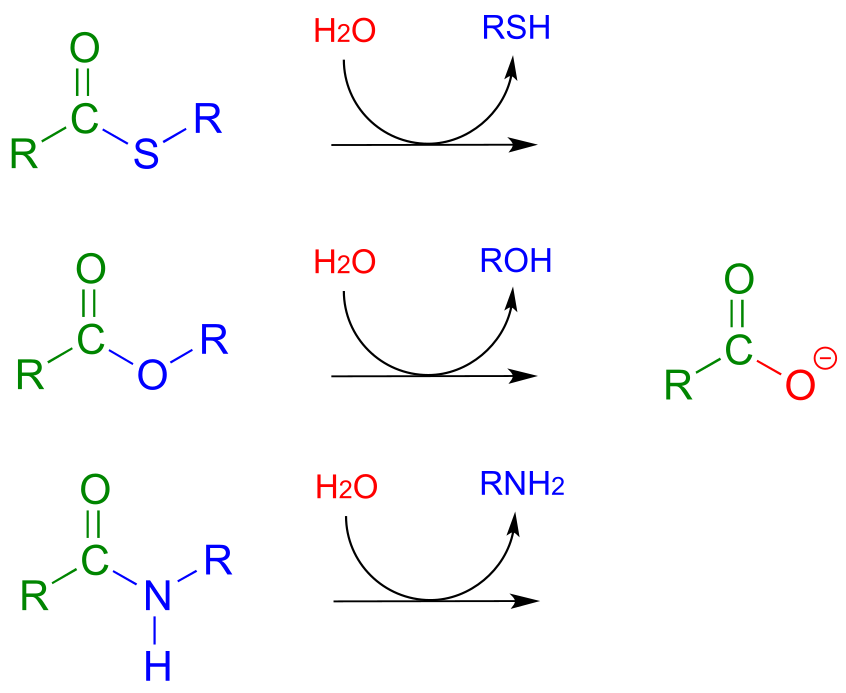 H2O RSH
O
C
R S R
H2O ROH
O
C
R O R
O
C
R O⊖
H2O RNH2
O
C
R N R
H